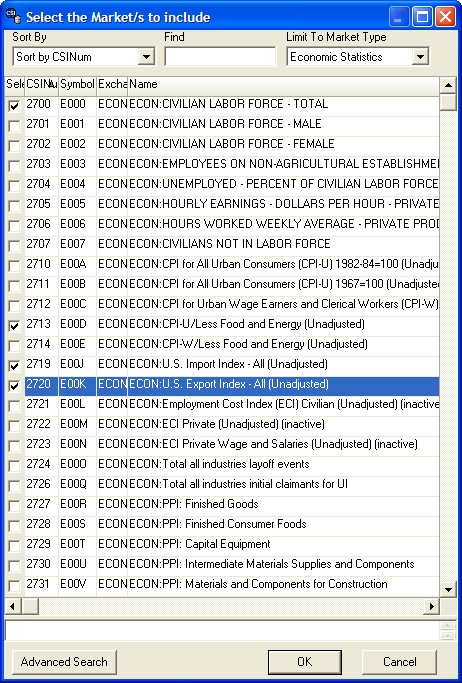 CSI Select the Market/s to include
Sort By Find Limit To Market Type
Sort by CSINum Economic Statistics
Sele CSINu Symbol Excha Name
2700 E000 ECON ECON:CIVILIAN LABOR FORCE - TOTAL
2701 E001 ECON ECON:CIVILIAN LABOR FORCE - MALE
2702 E002 ECON ECON:CIVILIAN LABOR FORCE - FEMALE
2703 E003 ECON ECON:EMPLOYEES ON NON-AGRICULTURAL ESTABLISHME
2704 E004 ECON ECON:UNEMPLOYED - PERCENT OF CIVILIAN LABOR FORCE
2705 E005 ECON ECON:HOURLY EARNINGS - DOLLARS PER HOUR - PRIVATE
2706 E006 ECON ECON:HOURS WORKED WEEKLY AVERAGE - PRIVATE PROD
2707 E007 ECON ECON:CIVILIANS NOT IN LABOR FORCE
2710 E00A ECON ECON:CPI for All Urban Consumers (CPI-U) 1982-84=100 (Unadju
2711 E00B ECON ECON:CPI for All Urban Consumers (CPI-U) 1967=100 (Unadjusted
2712 E00C ECON ECON:CPI for Urban Wage Earners and Clerical Workers (CPI-W)
2713 E00D ECON ECON:CPI-U/Less Food and Energy (Unadjusted)
2714 E00E ECON ECON:CPI-W/Less Food and Energy (Unadjusted)
2719 E00J ECON ECON:U.S. Import Index - All (Unadjusted)
2720 E00K ECON ECON:U.S. Export Index - All (Unadjusted)
2721 E00L ECON ECON:Employment Cost Index (ECI) Civilian (Unadjusted) (inactive
2722 E00M ECON ECON:ECI Private (Unadjusted) (inactive)
2723 E00N ECON ECON:ECI Private Wage and Salaries (Unadjusted) (inactive)
2724 E00O ECON ECON:Total all industries layoff events
2726 E00Q ECON ECON:Total all industries initial claimants for UI
2727 E00R ECON ECON:PPI: Finished Goods
2728 E00S ECON ECON:PPI: Finished Consumer Foods
2729 E00T ECON ECON:PPI: Capital Equipment
2730 E00U ECON ECON:PPI: Intermediate Materials Supplies and Components
2731 E00V ECON ECON:PPI: Materials and Components for Construction
Advanced Search OK Cancel